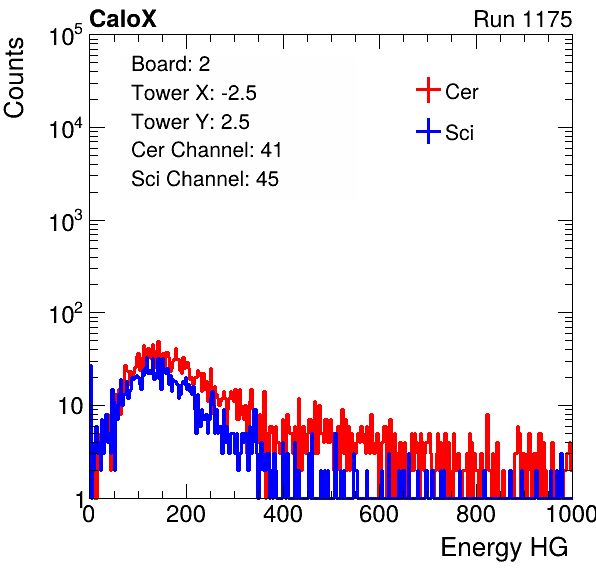 CaloX Run 1175
Counts
Board: 2
Tower X: -2.5
Tower Y: 2.5
Cer Channel: 41
Sci Channel: 45
Cer
Sci
10^5
10^4
10^3
10^2
10
1
0 200 400 600 800 1000
Energy HG